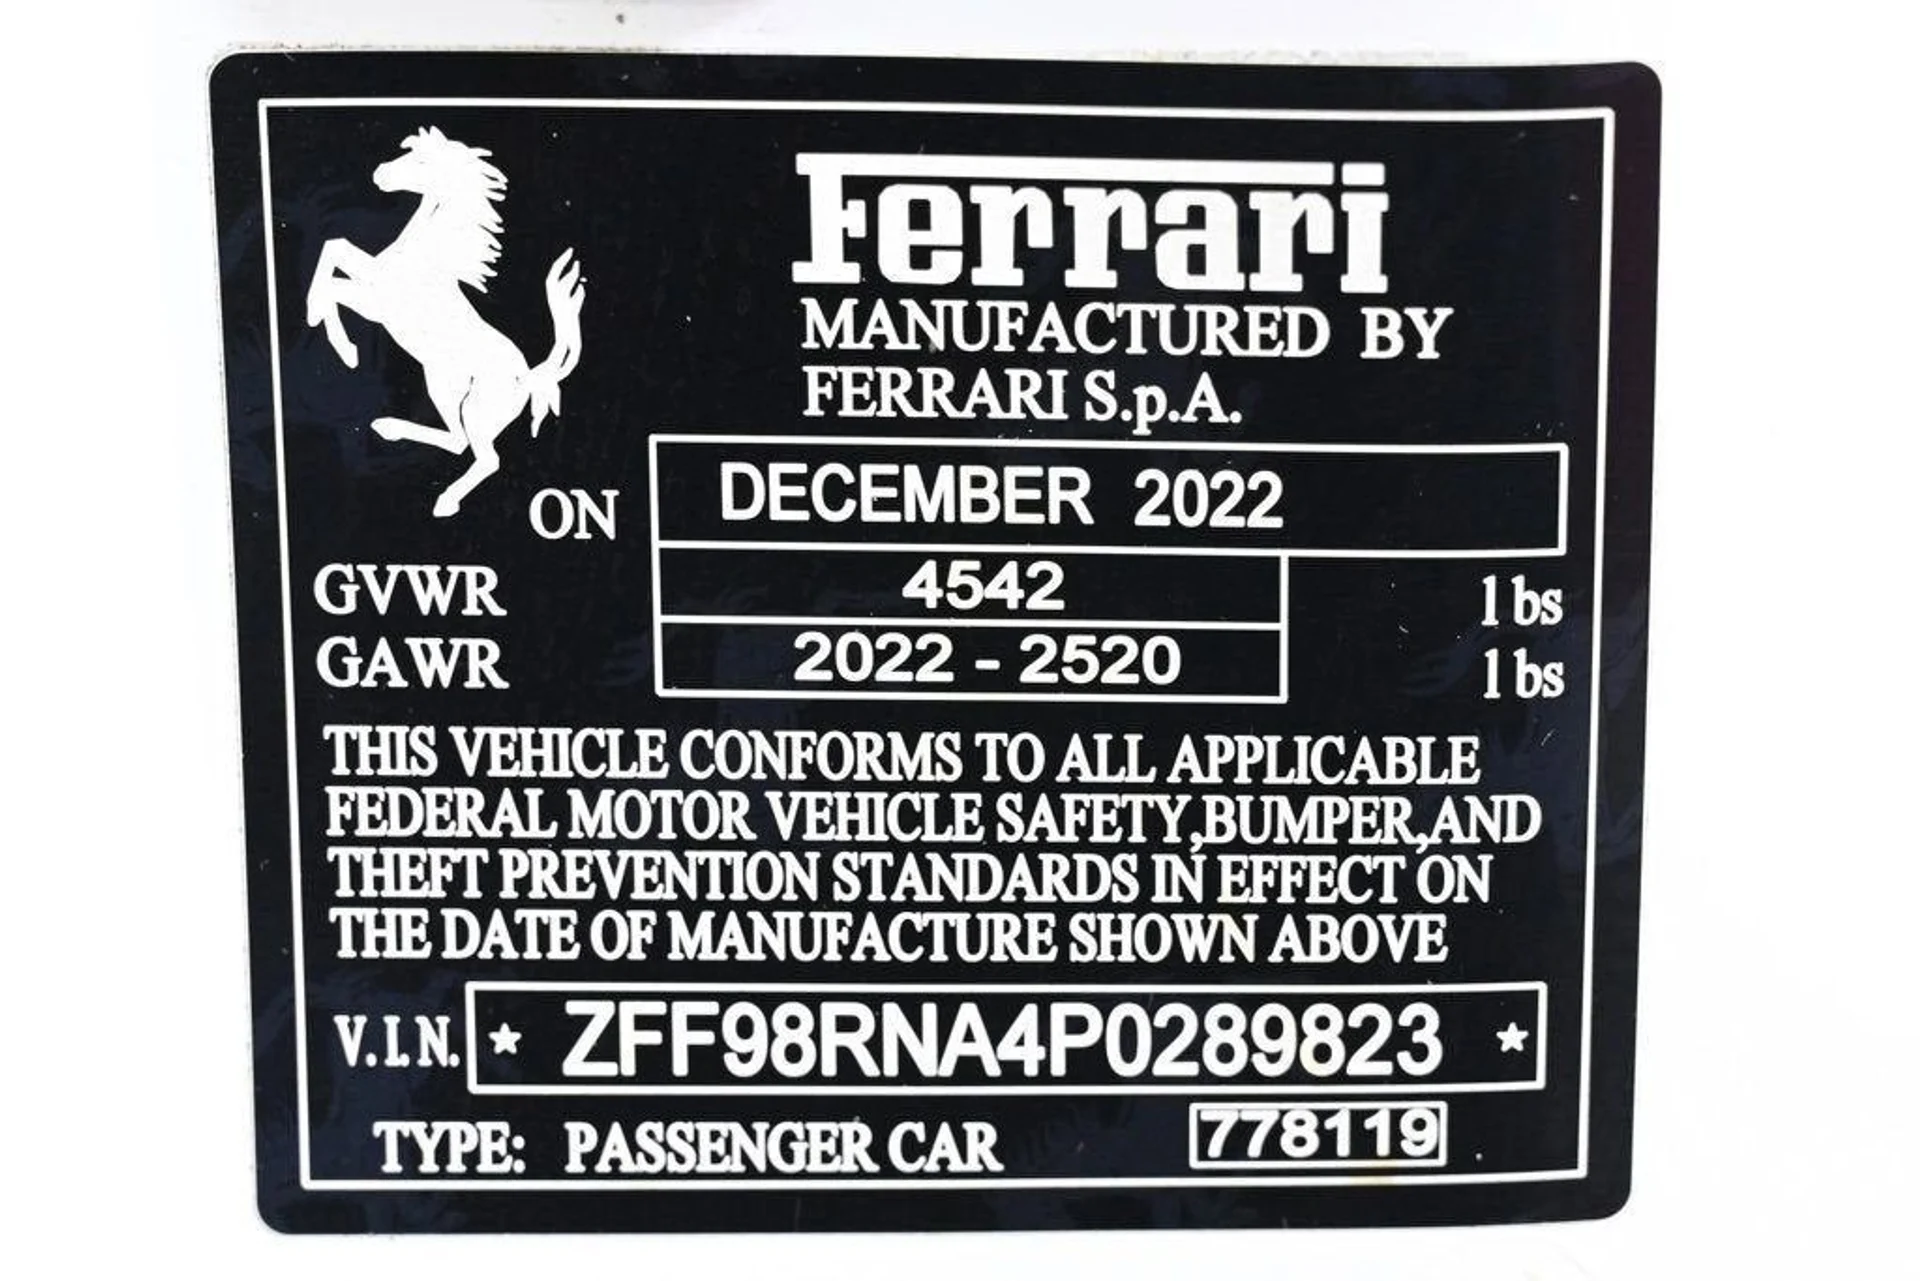 Ferrari
MANUFACTURED BY
FERRARI S.p.A.
ON DECEMBER 2022
GVWR 4542 lbs
GAWR 2022 - 2520 lbs
THIS VEHICLE CONFORMS TO ALL APPLICABLE
FEDERAL MOTOR VEHICLE SAFETY,BUMPER,AND
THEFT PREVENTION STANDARDS IN EFFECT ON
THE DATE OF MANUFACTURE SHOWN ABOVE
V.I.N. * ZFF98RNA4P0289823 *
TYPE: PASSENGER CAR 778119